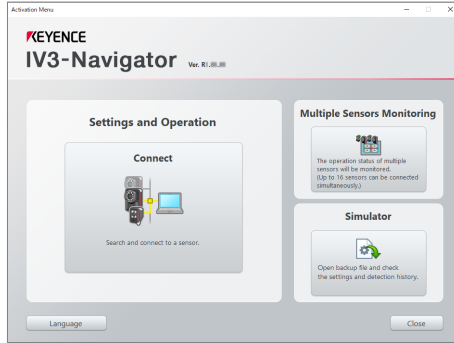 Activation Menu
KEYENCE
IV3-Navigator Ver. R1.
Settings and Operation
Connect
Search and connect to a sensor.
Multiple Sensors Monitoring
The operation status of multiple
sensors will be monitored.
(Up to 16 sensors can be connected
simultaneously.)
Simulator
Open backup file and check
the settings and detection history.
Language
Close